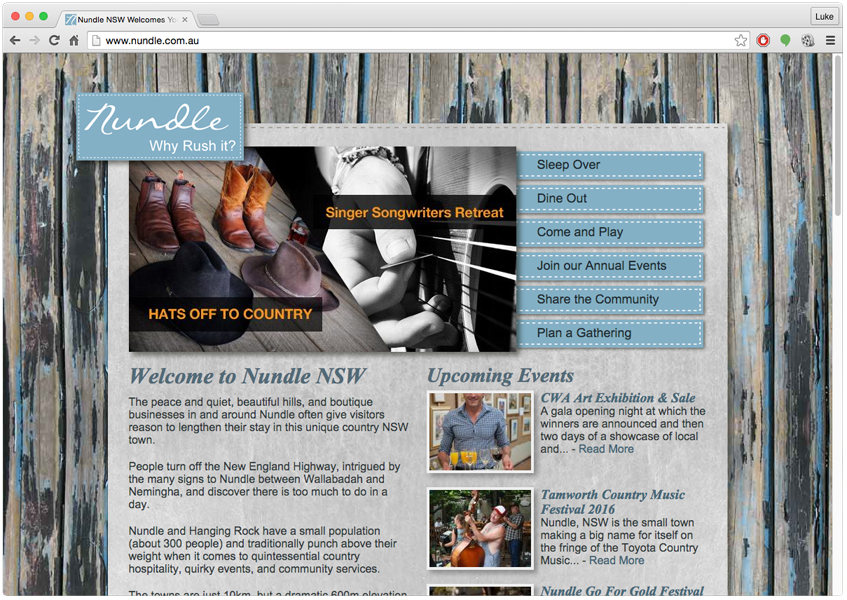 Nundle NSW Welcomes Yo
Luke
www.nundle.com.au
Nundle
Why Rush it?
Singer Songwriters Retreat
HATS OFF TO COUNTRY
Sleep Over
Dine Out
Come and Play
Join our Annual Events
Share the Community
Plan a Gathering
Welcome to Nundle NSW
The peace and quiet, beautiful hills, and boutique
businesses in and around Nundle often give visitors
reason to lengthen their stay in this unique country NSW
town.
People turn off the New England Highway, intrigued by
the many signs to Nundle between Wallabadah and
Nemingha, and discover there is too much to do in a
day.
Nundle and Hanging Rock have a small population
(about 300 people) and traditionally punch above their
weight when it comes to quintessential country
hospitality, quirky events, and community services.
The towns are just 10km, but a dramatic 600m elevation
Upcoming Events
CWA Art Exhibition & Sale
A gala opening night at which the
winners are announced and then
two days of a showcase of local
and... - Read More
Tamworth Country Music
Festival 2016
Nundle, NSW is the small town
making a big name for itself on
the fringe of the Toyota Country
Music... - Read More
Nundle Go For Gold Festival